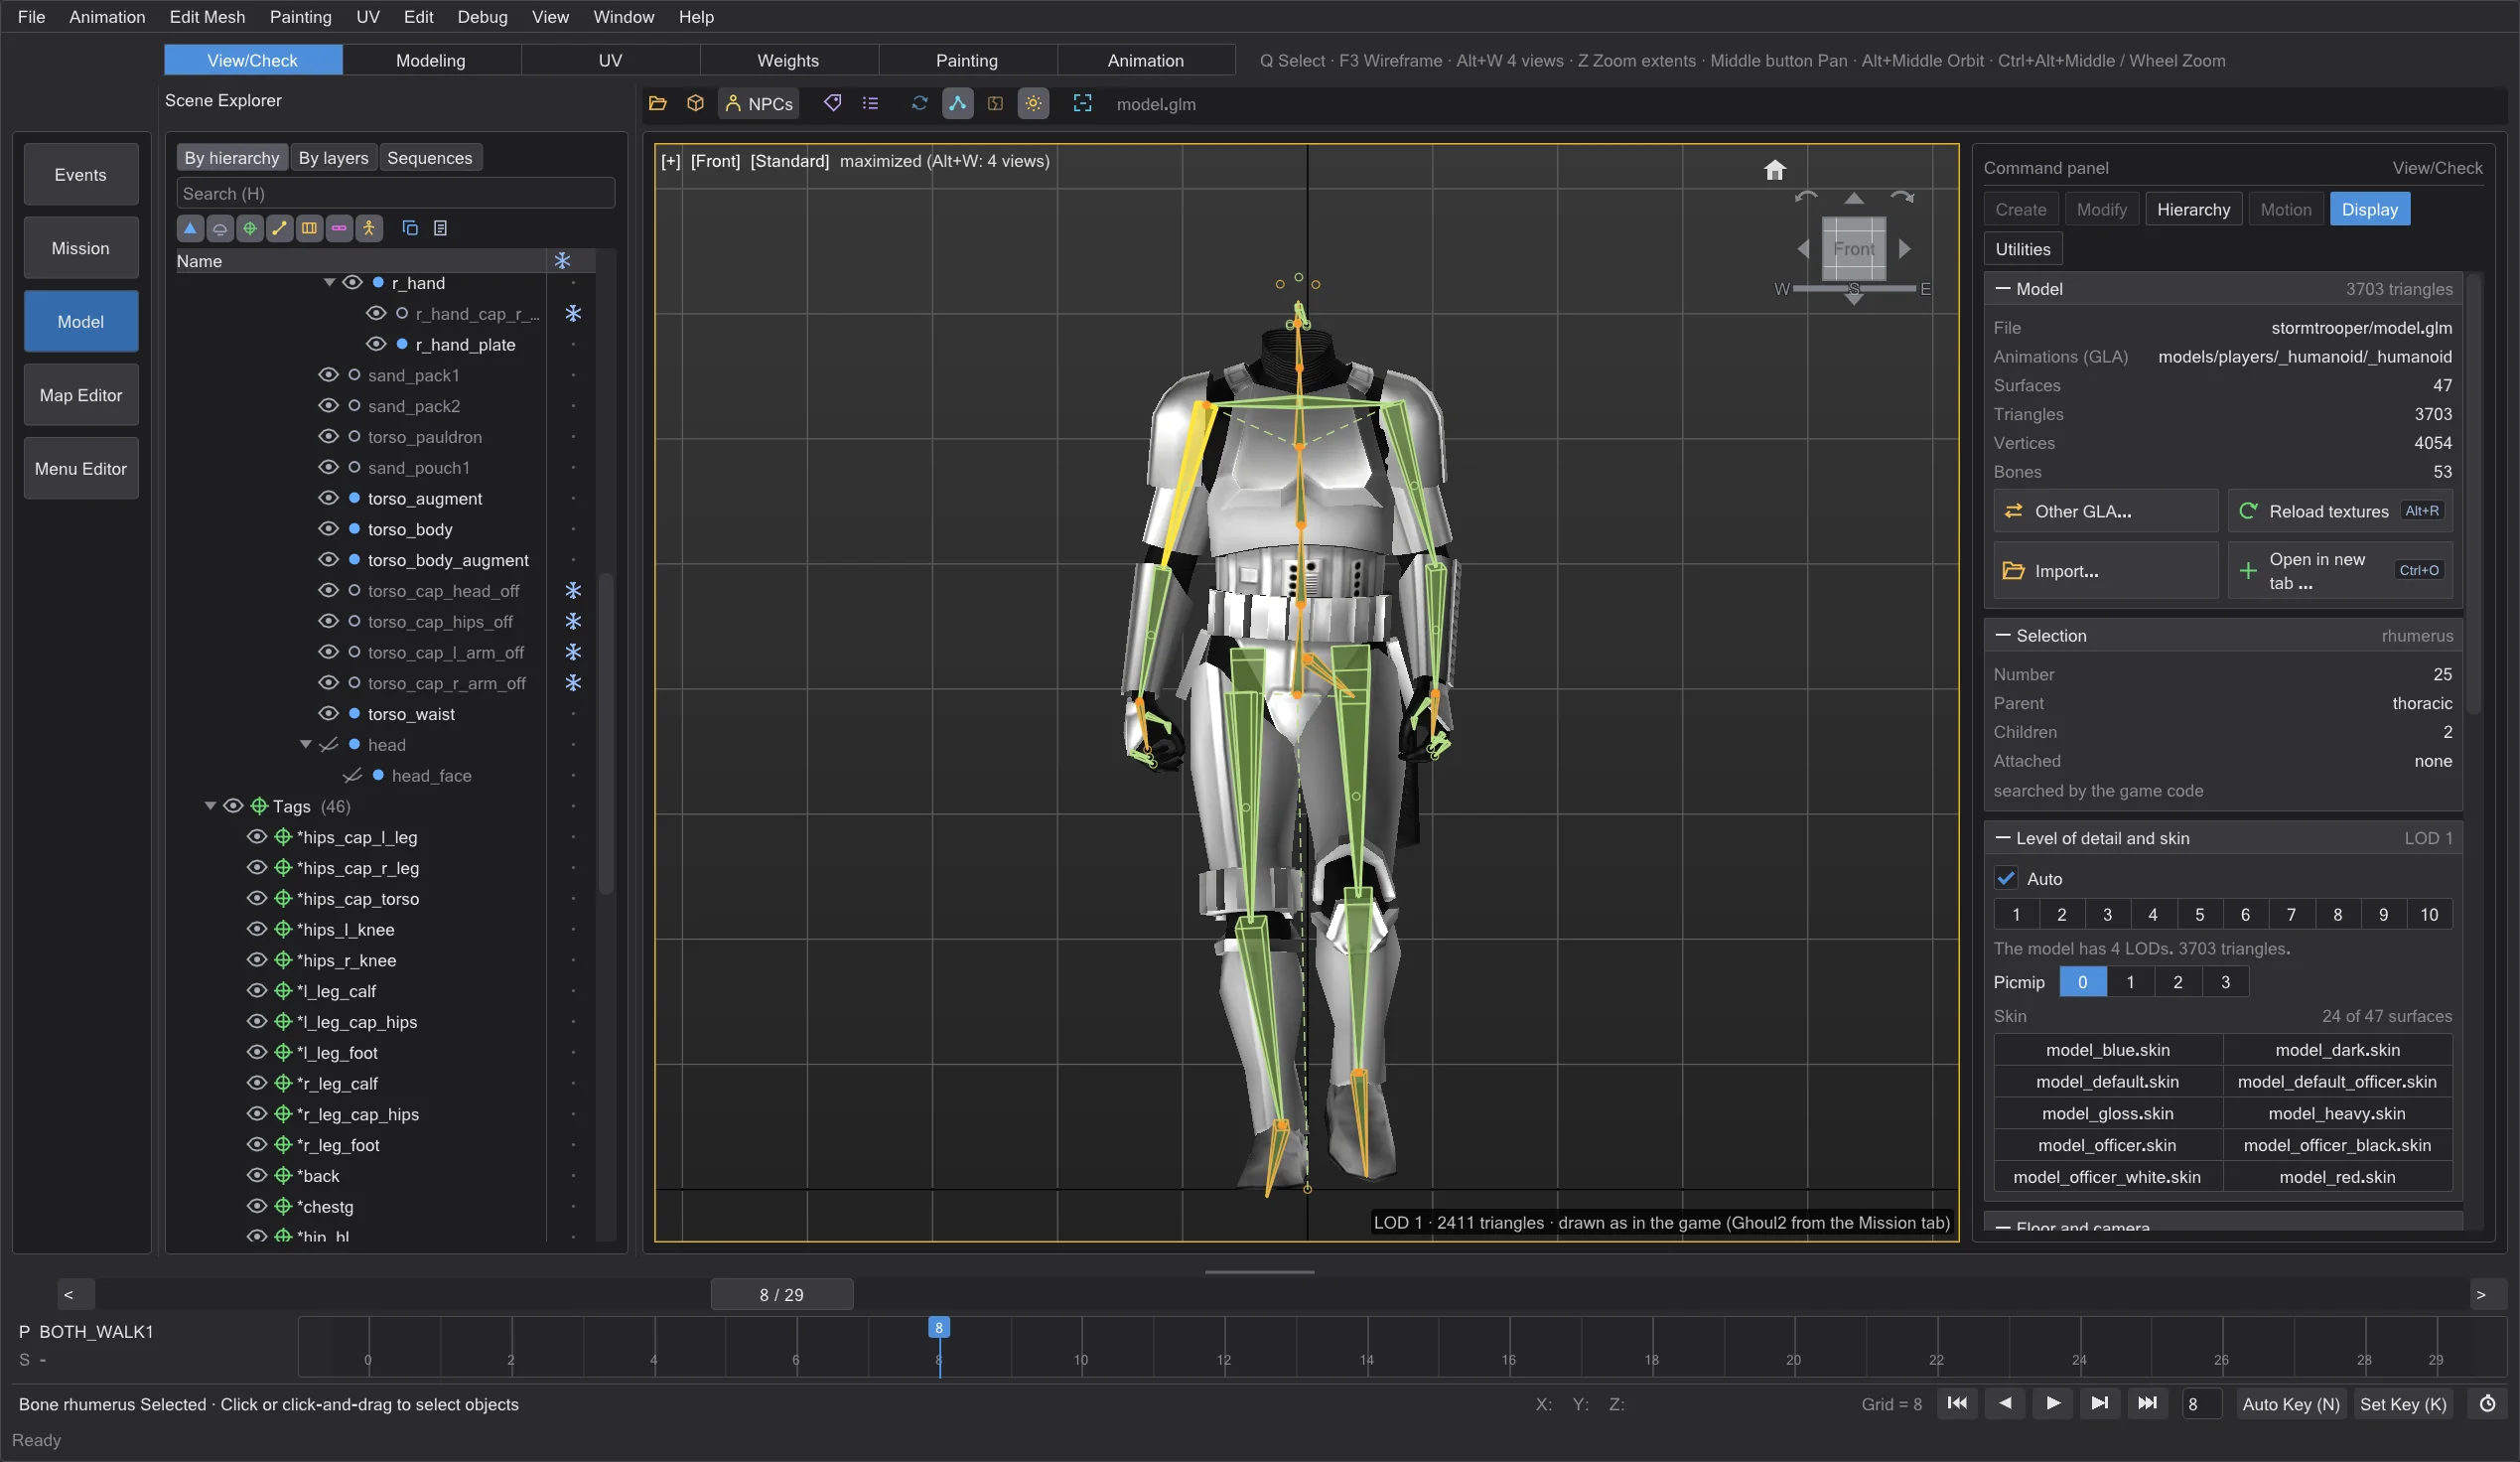 File Animation Edit Mesh Painting UV Edit Debug View Window Help
View/Check Modeling UV Weights Painting Animation Q Select · F3 Wireframe · Alt+W 4 views · Z Zoom extents · Middle button Pan · Alt+Middle Orbit · Ctrl+Alt+Middle / Wheel Zoom
Scene Explorer
NPCs model.glm
Events
Mission
Model
Map Editor
Menu Editor
By hierarchy By layers Sequences
Search (H)
Name
r_hand
r_hand_cap_r_...
r_hand_plate
sand_pack1
sand_pack2
torso_pauldron
sand_pouch1
torso_augment
torso_body
torso_body_augment
torso_cap_head_off
torso_cap_hips_off
torso_cap_l_arm_off
torso_cap_r_arm_off
torso_waist
head
head_face
Tags (46)
*hips_cap_l_leg
*hips_cap_r_leg
*hips_cap_torso
*hips_l_knee
*hips_r_knee
*l_leg_calf
*l_leg_cap_hips
*l_leg_foot
*r_leg_calf
*r_leg_cap_hips
*r_leg_foot
*back
*chestg
*hip_bl
[+] [Front] [Standard] maximized (Alt+W: 4 views)
Front
W S E
LOD 1 · 2411 triangles · drawn as in the game (Ghoul2 from the Mission tab)
Command panel View/Check
Create Modify Hierarchy Motion Display
Utilities
Model 3703 triangles
File stormtrooper/model.glm
Animations (GLA) models/players/_humanoid/_humanoid
Surfaces 47
Triangles 3703
Vertices 4054
Bones 53
Other GLA... Reload textures Alt+R
Import... Open in new tab ... Ctrl+O
Selection rhumerus
Number 25
Parent thoracic
Children 2
Attached none
searched by the game code
Level of detail and skin LOD 1
Auto
1 2 3 4 5 6 7 8 9 10
The model has 4 LODs. 3703 triangles.
Picmip 0 1 2 3
Skin 24 of 47 surfaces
model_blue.skin model_dark.skin
model_default.skin model_default_officer.skin
model_gloss.skin model_heavy.skin
model_officer.skin model_officer_black.skin
model_officer_white.skin model_red.skin
Floor and camera
< 8 / 29 >
P BOTH_WALK1
S -
8
0 2 4 6 8 10 12 14 16 18 20 22 24 26 28 29
Bone rhumerus Selected · Click or click-and-drag to select objects X: Y: Z: Grid = 8 8 Auto Key (N) Set Key (K)
Ready